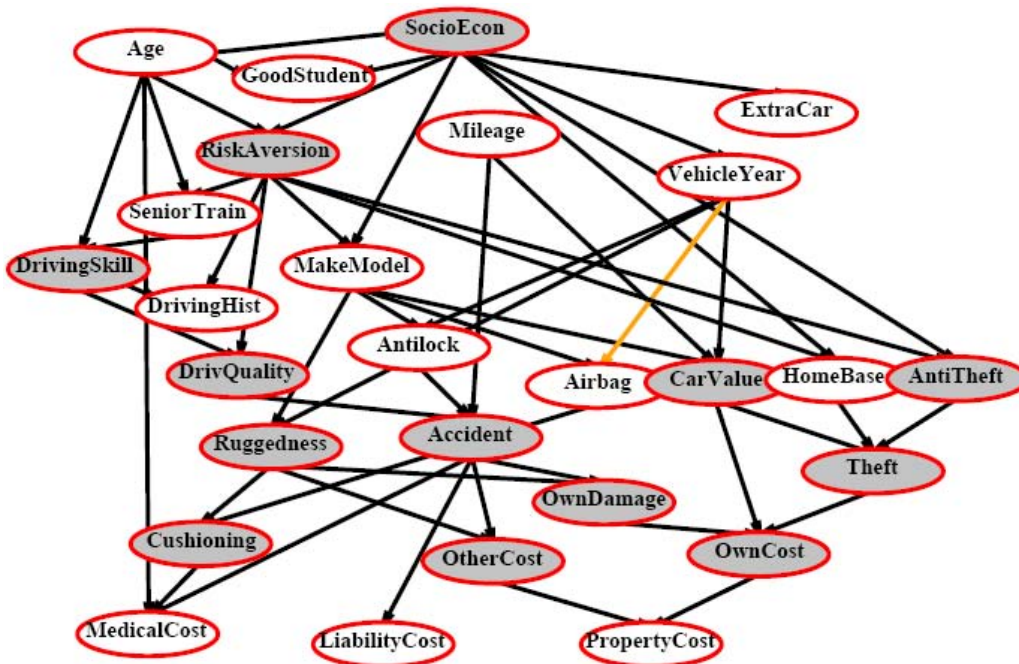 SocioEcon
Age
GoodStudent
ExtraCar
Mileage
RiskAversion
VehicleYear
SeniorTrain
DrivingSkill
MakeModel
DrivingHist
Antilock
DrivQuality
Airbag
CarValue
HomeBase
AntiTheft
Ruggedness
Accident
Theft
OwnDamage
Cushioning
OtherCost
OwnCost
MedicalCost
LiabilityCost
PropertyCost